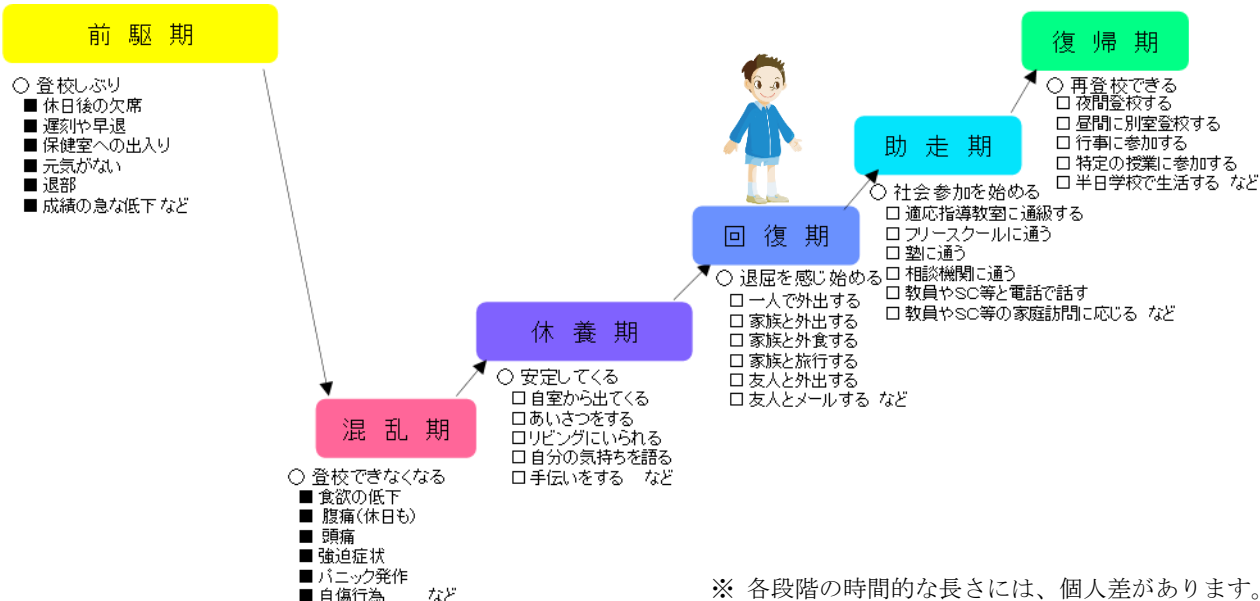 前駆期
○ 登校しぶり
■ 休日後の欠席
■ 遅刻や早退
■ 保健室への出入り
■ 元気がない
■ 退部
■ 成績の急な低下 など
混乱期
○ 登校できなくなる
■ 食欲の低下
■ 腹痛(休日も)
■ 頭痛
■ 強迫症状
■ パニック発作
■ 自傷行為 など
休養期
○ 安定してくる
□ 自室から出てくる
□ あいさつをする
□ リビングにいられる
□ 自分の気持ちを語る
□ 手伝いをする など
回復期
○ 退屈を感じ始める
□ 一人で外出する
□ 家族と外出する
□ 家族と外食する
□ 家族と旅行する
□ 友人と外出する
□ 友人とメールする など
助走期
○ 社会参加を始める
□ 適応指導教室に通級する
□ フリースクールに通う
□ 塾に通う
□ 相談機関に通う
□ 教員やSC等と電話で話す
□ 教員やSC等の家庭訪問に応じる など
復帰期
○ 再登校できる
□ 夜間登校する
□ 昼間に別室登校する
□ 行事に参加する
□ 特定の授業に参加する
□ 半日学校で生活する など
※ 各段階の時間的な長さには、個人差があります。